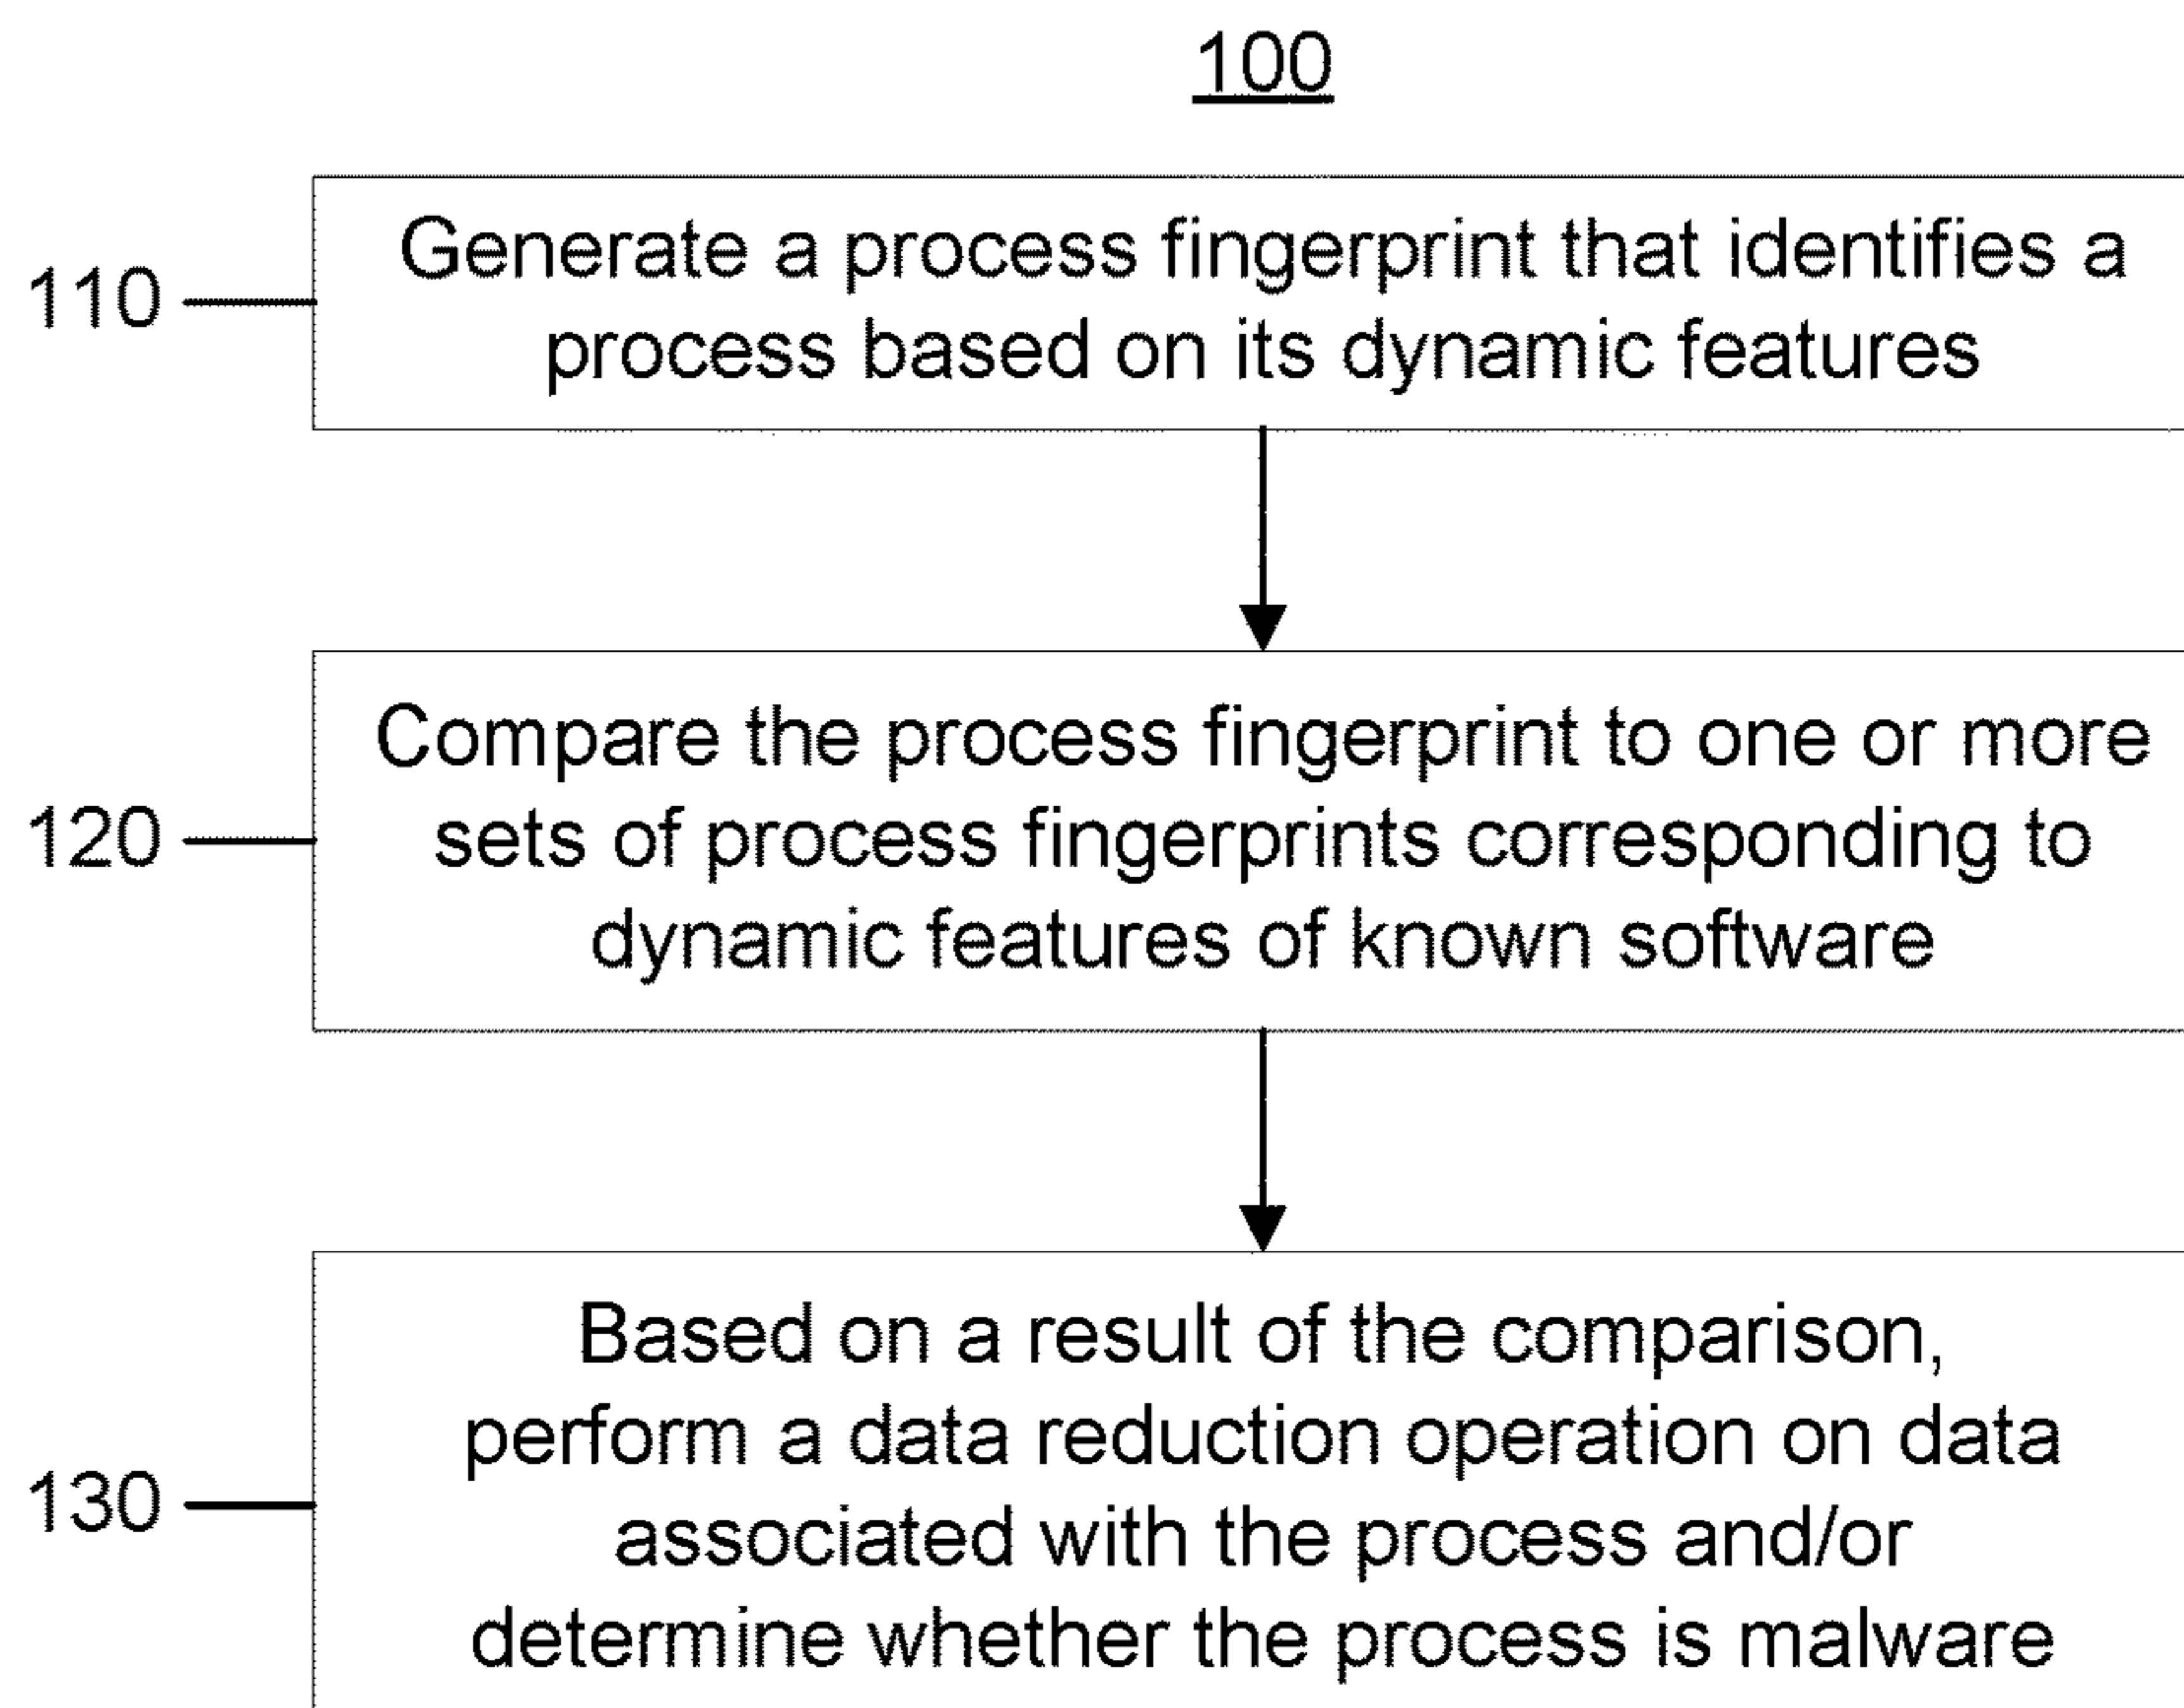 100
110
Generate a process fingerprint that identifies a
process based on its dynamic features
120
Compare the process fingerprint to one or more
sets of process fingerprints corresponding to
dynamic features of known software
130
Based on a result of the comparison,
perform a data reduction operation on data
associated with the process and/or
determine whether the process is malware